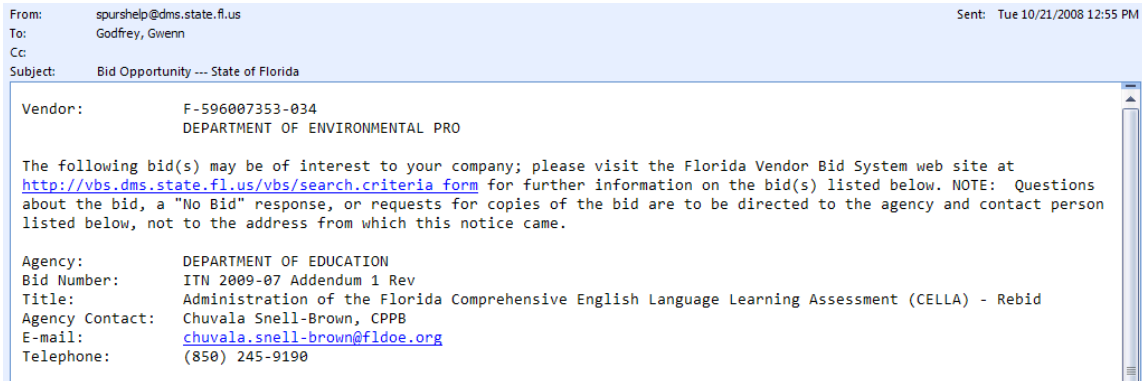 From: spurshelp@dms.state.fl.us Sent: Tue 10/21/2008 12:55 PM
To: Godfrey, Gwenn
Cc:
Subject: Bid Opportunity --- State of Florida
Vendor: F-596007353-034
DEPARTMENT OF ENVIRONMENTAL PRO
The following bid(s) may be of interest to your company; please visit the Florida Vendor Bid System web site at
http://vbs.dms.state.fl.us/vbs/search.criteria_form for further information on the bid(s) listed below. NOTE: Questions
about the bid, a "No Bid" response, or requests for copies of the bid are to be directed to the agency and contact person
listed below, not to the address from which this notice came.
Agency: DEPARTMENT OF EDUCATION
Bid Number: ITN 2009-07 Addendum 1 Rev
Title: Administration of the Florida Comprehensive English Language Learning Assessment (CELLA) - Rebid
Agency Contact: Chuvala Snell-Brown, CPPB
E-mail: chuvala.snell-brown@fldoe.org
Telephone: (850) 245-9190